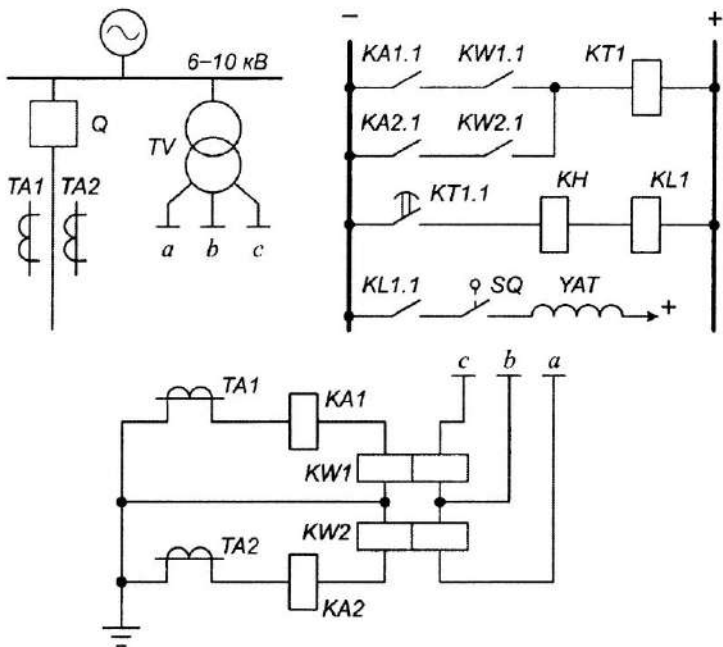 6–10 кВ
Q
TV
TA1 TA2
a b c
– +
KA1.1 KW1.1 KT1
KA2.1 KW2.1
KT1.1 KH KL1
KL1.1 SQ YAT +
c b a
TA1 KA1
KW1
KW2
TA2
KA2